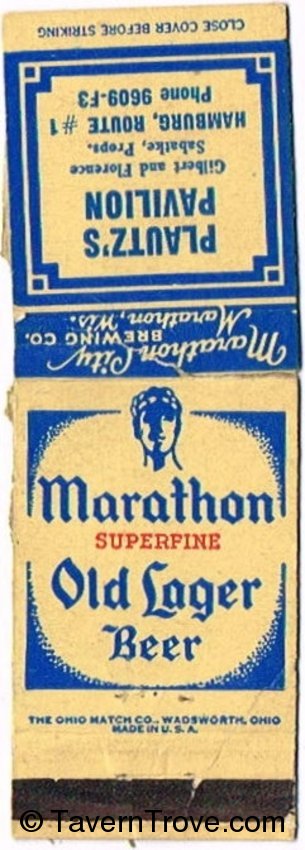 CLOSE COVER BEFORE STRIKING
PLAUTZ'S
PAVILION
Gilbert and Florence
Sabatke, Props.
HAMBURG, ROUTE # 1
Phone 9609-F3
Marathon City
BREWING CO.
Marathon, Wis.
Marathon
SUPERFINE
Old Lager
Beer
THE OHIO MATCH CO., WADSWORTH, OHIO
MADE IN U.S.A.
© TavernTrove.com